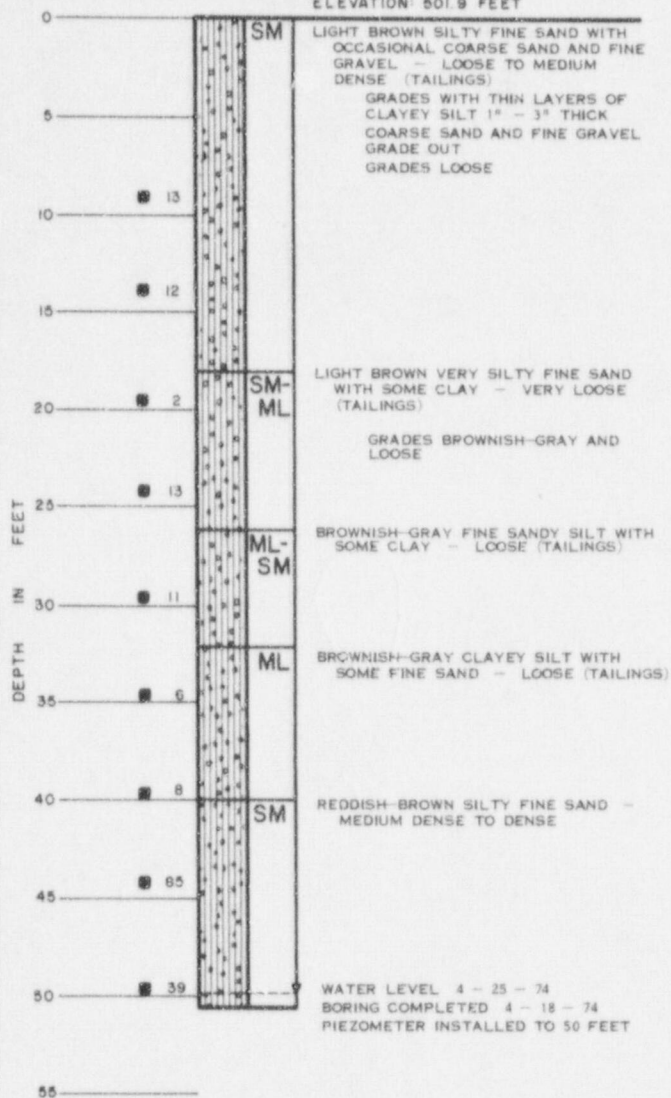 ELEVATION: 501.9 FEET
0
SM
LIGHT BROWN SILTY FINE SAND WITH
OCCASIONAL COARSE SAND AND FINE
GRAVEL — LOOSE TO MEDIUM
DENSE (TAILINGS)
GRADES WITH THIN LAYERS OF
CLAYEY SILT 1" — 3" THICK
COARSE SAND AND FINE GRAVEL
GRADE OUT
GRADES LOOSE
5
13
10
12
15
SM-
ML
LIGHT BROWN VERY SILTY FINE SAND
WITH SOME CLAY — VERY LOOSE
(TAILINGS)
2
20
GRADES BROWNISH-GRAY AND
LOOSE
13
25
ML-
SM
BROWNISH-GRAY FINE SANDY SILT WITH
SOME CLAY — LOOSE (TAILINGS)
11
30
DEPTH IN FEET
ML
BROWNISH-GRAY CLAYEY SILT WITH
SOME FINE SAND — LOOSE (TAILINGS)
6
35
8
40
SM
REDDISH-BROWN SILTY FINE SAND —
MEDIUM DENSE TO DENSE
45
39
50
WATER LEVEL 4 — 25 — 74
BORING COMPLETED 4 — 18 — 74
PIEZOMETER INSTALLED TO 50 FEET
55